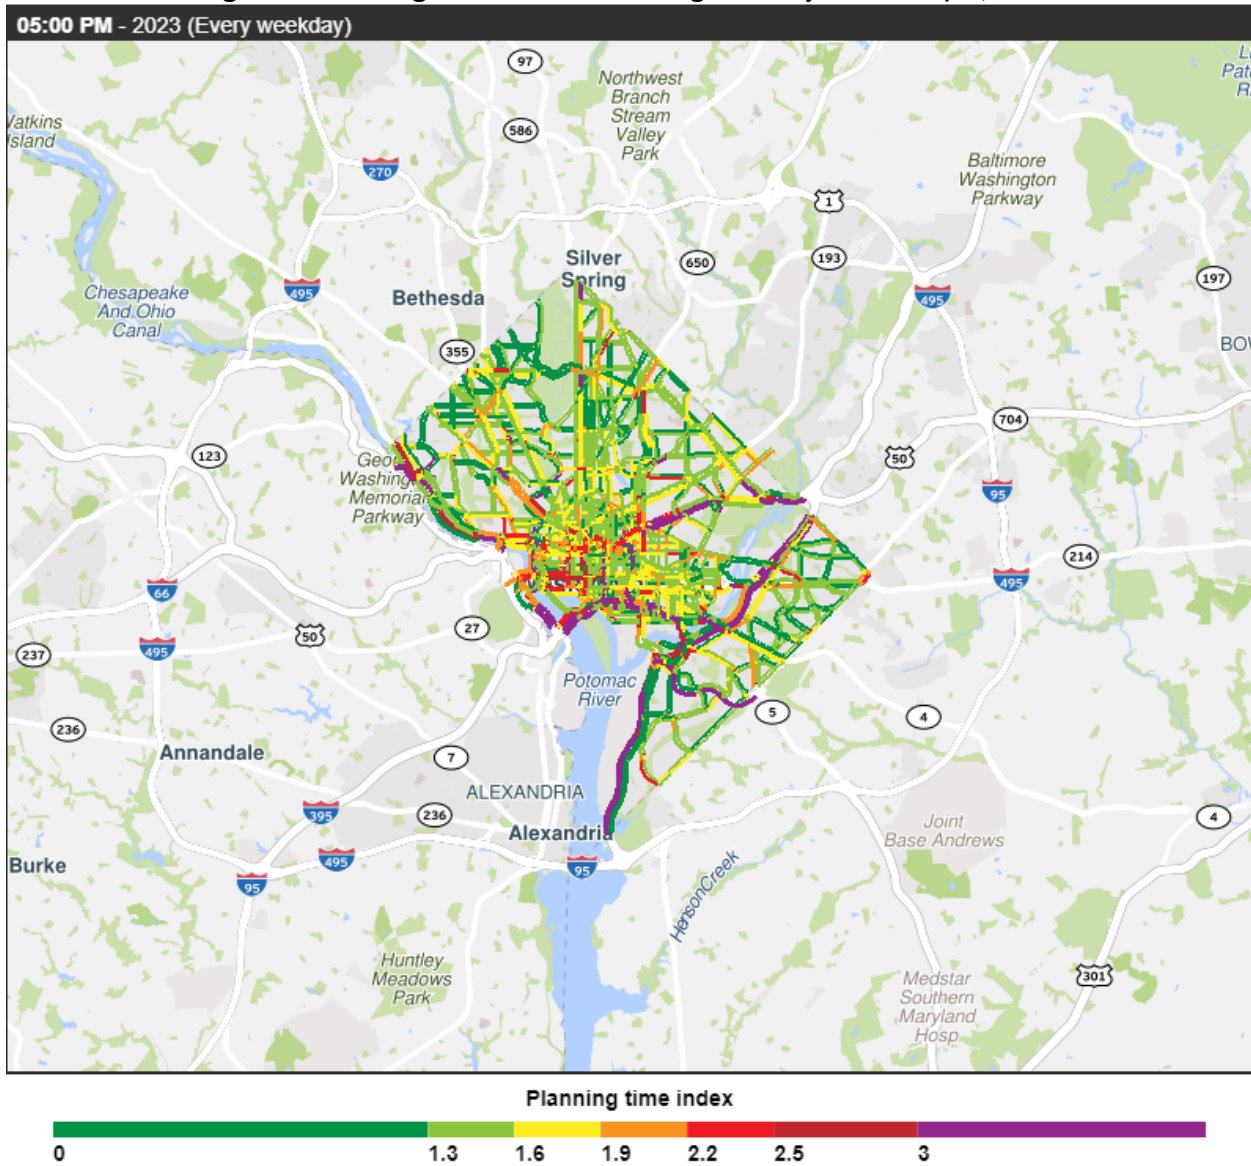 05:00 PM - 2023 (Every weekday)
97
Northwest
Branch
Stream
Valley
Park
586
270
Baltimore
Washington
Parkway
1
Silver
Spring
650
193
197
495
495
Chesapeake
And Ohio
Canal
Bethesda
355
704
123
50
95
214
495
66
50
27
237
495
Potomac
River
5
4
236
Annandale
7
ALEXANDRIA
395
236
Alexandria
495
95
95
Burke
Joint
Base Andrews
4
HensonCreek
Huntley
Meadows
Park
Medstar
Southern
Maryland
Hosp
301
Planning time index
0 1.3 1.6 1.9 2.2 2.5 3